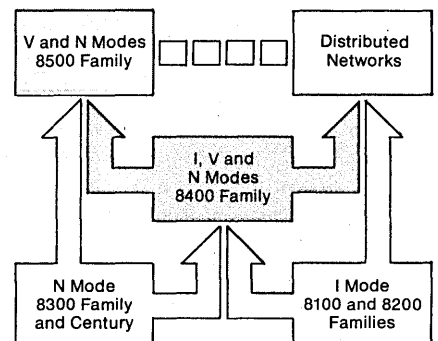 V and N Modes
8500 Family
Distributed
Networks
I, V and
N Modes
8400 Family
N Mode
8300 Family
and Century
I Mode
8100 and 8200
Families